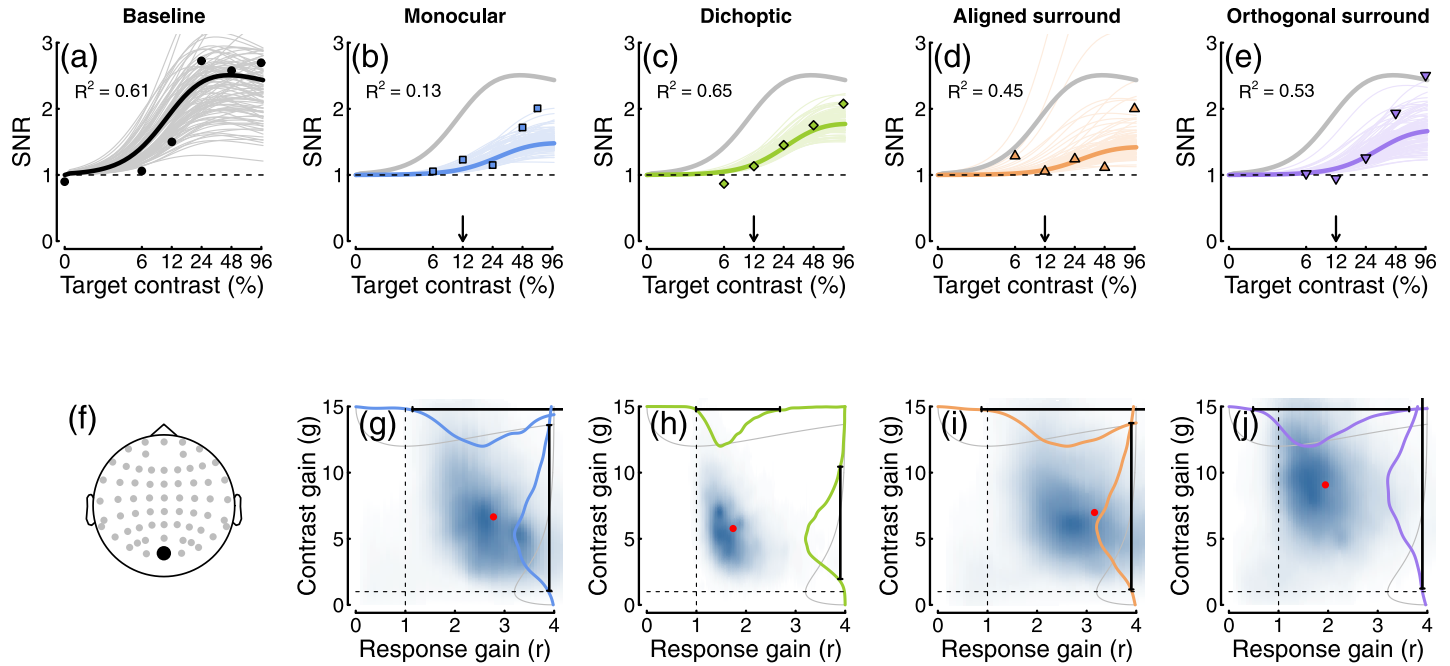 Baseline
Monocular
Dichoptic
Aligned surround
Orthogonal surround
(a)
R² = 0.61
SNR
0 1 2 3
0 6 12 24 48 96
Target contrast (%)
(b)
R² = 0.13
SNR
0 1 2 3
0 6 12 24 48 96
Target contrast (%)
(c)
R² = 0.65
SNR
0 1 2 3
0 6 12 24 48 96
Target contrast (%)
(d)
R² = 0.45
SNR
0 1 2 3
0 6 12 24 48 96
Target contrast (%)
(e)
R² = 0.53
SNR
0 1 2 3
0 6 12 24 48 96
Target contrast (%)
(f)
(g)
Contrast gain (g)
0 5 10 15
0 1 2 3 4
Response gain (r)
(h)
Contrast gain (g)
0 5 10 15
0 1 2 3 4
Response gain (r)
(i)
Contrast gain (g)
0 5 10 15
0 1 2 3 4
Response gain (r)
(j)
Contrast gain (g)
0 5 10 15
0 1 2 3 4
Response gain (r)